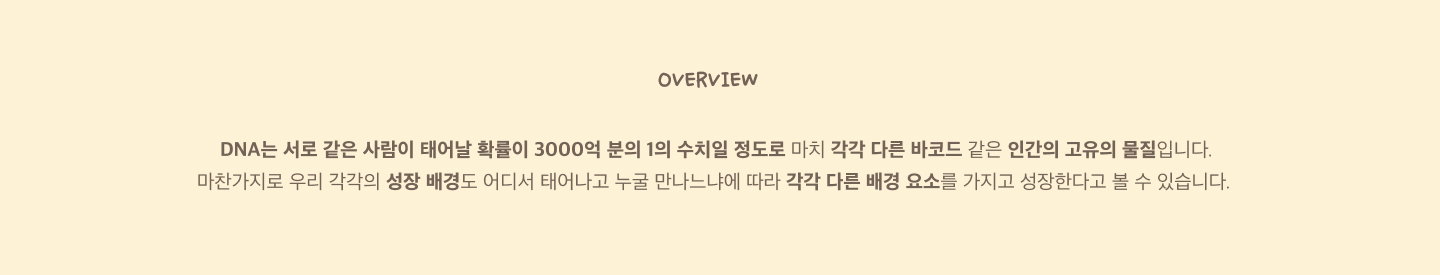 OVERVIEW
DNA는 서로 같은 사람이 태어날 확률이 3000억 분의 1의 수치일 정도로 마치 각각 다른 바코드 같은 인간의 고유의 물질입니다.
마찬가지로 우리 각각의 성장 배경도 어디서 태어나고 누굴 만나느냐에 따라 각각 다른 배경 요소를 가지고 성장한다고 볼 수 있습니다.